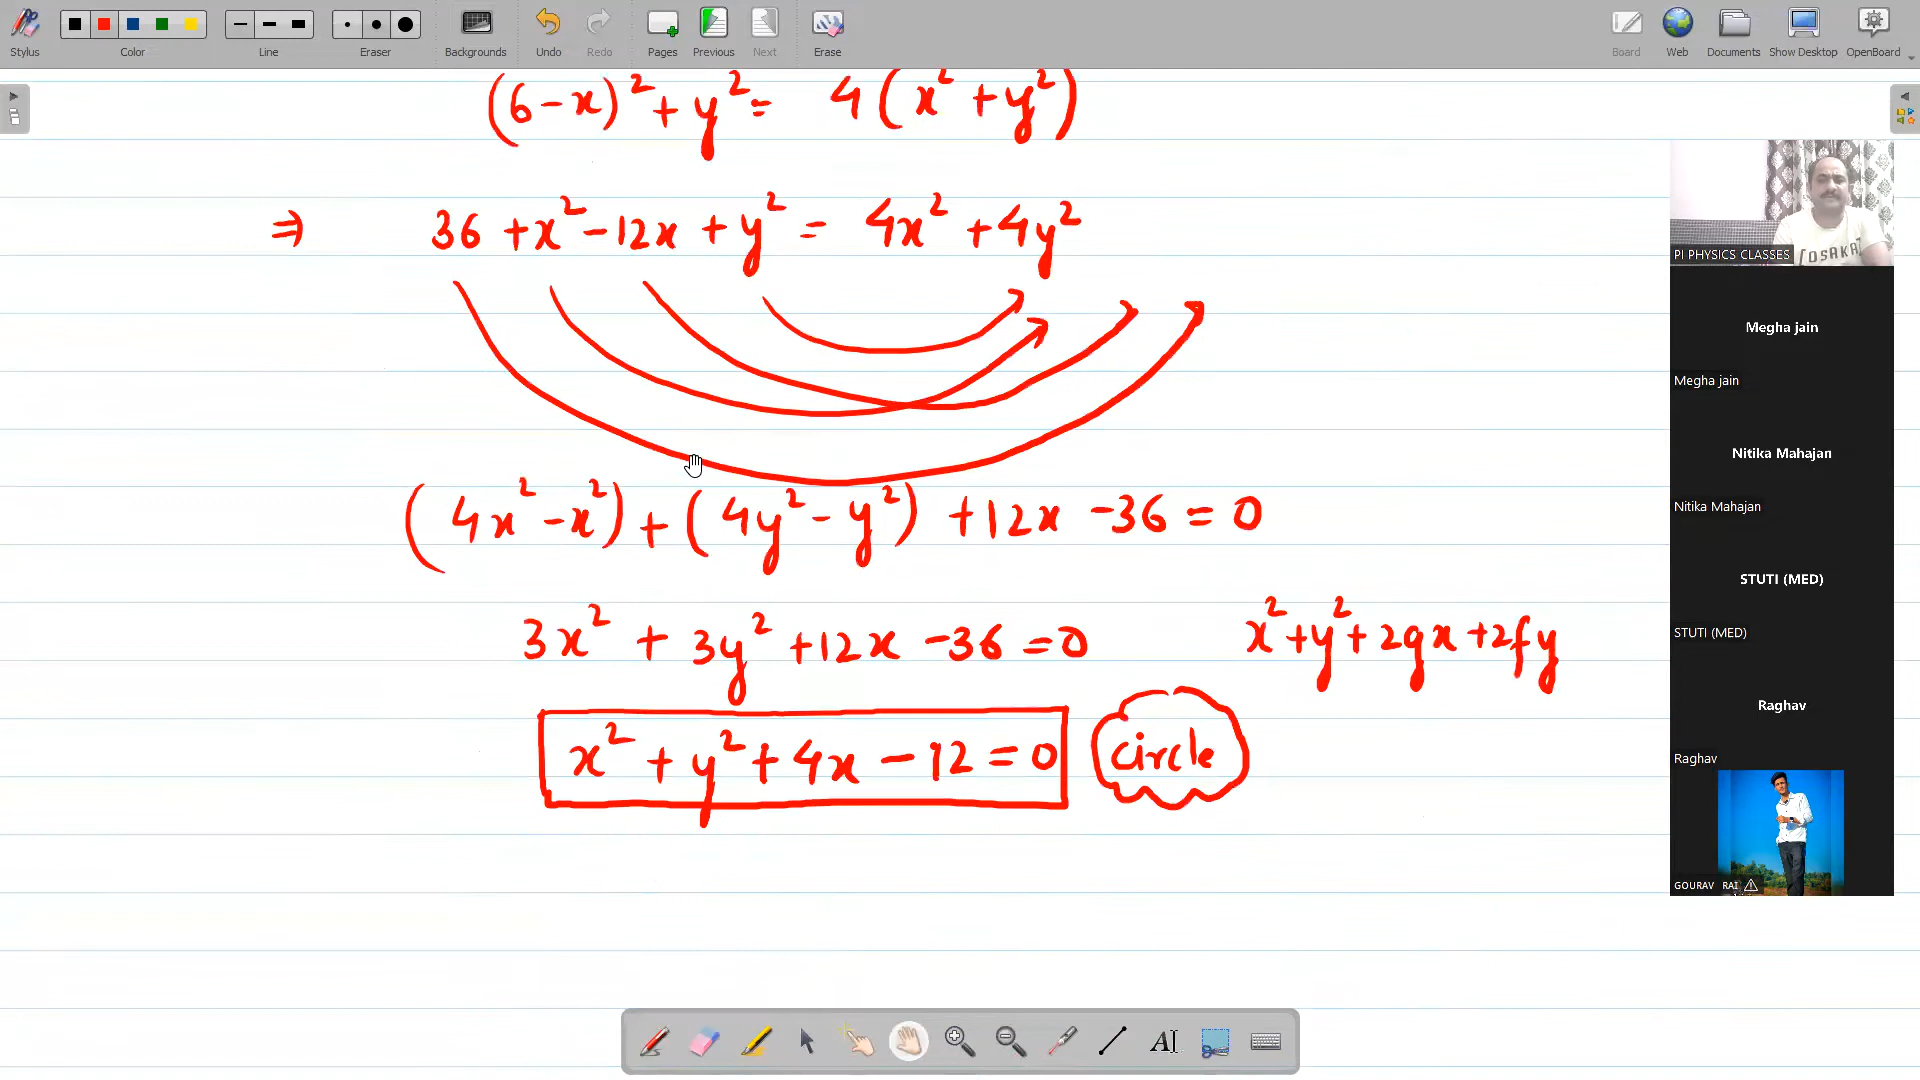 Stylus
Color
Line
Eraser
Backgrounds
Undo
Redo
Pages
Previous
Next
Erase
Board
Web
Documents
Show Desktop
OpenBoard
(6-x)² + y² = 4(x² + y²)
⇒ 36 + x² - 12x + y² = 4x² + 4y²
(4x² - x²) + (4y² - y²) + 12x - 36 = 0
3x² + 3y² + 12x - 36 = 0
x² + y² + 2gx + 2fy
x² + y² + 4x - 12 = 0
circle
[OSAKA
PI PHYSICS CLASSES
Megha jain
Megha jain
Nitika Mahajan
Nitika Mahajan
STUTI (MED)
STUTI (MED)
Raghav
Raghav
GOURAV RAI
AI